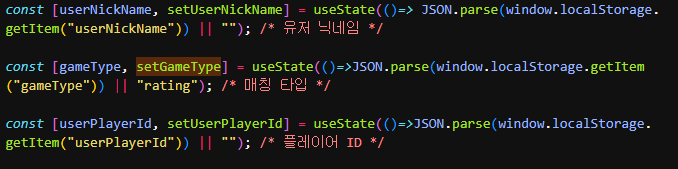 const [userNickName, setUserNickName] = useState(()=> JSON.parse(window.localStorage.
getItem("userNickName")) || ""); /* 유저 닉네임 */
const [gameType, setGameType] = useState(()=>JSON.parse(window.localStorage.getItem
("gameType")) || "rating"); /* 매칭 타입 */
const [userPlayerId, setUserPlayerId] = useState(()=>JSON.parse(window.localStorage.
getItem("userPlayerId")) || ""); /* 플레이어 ID */